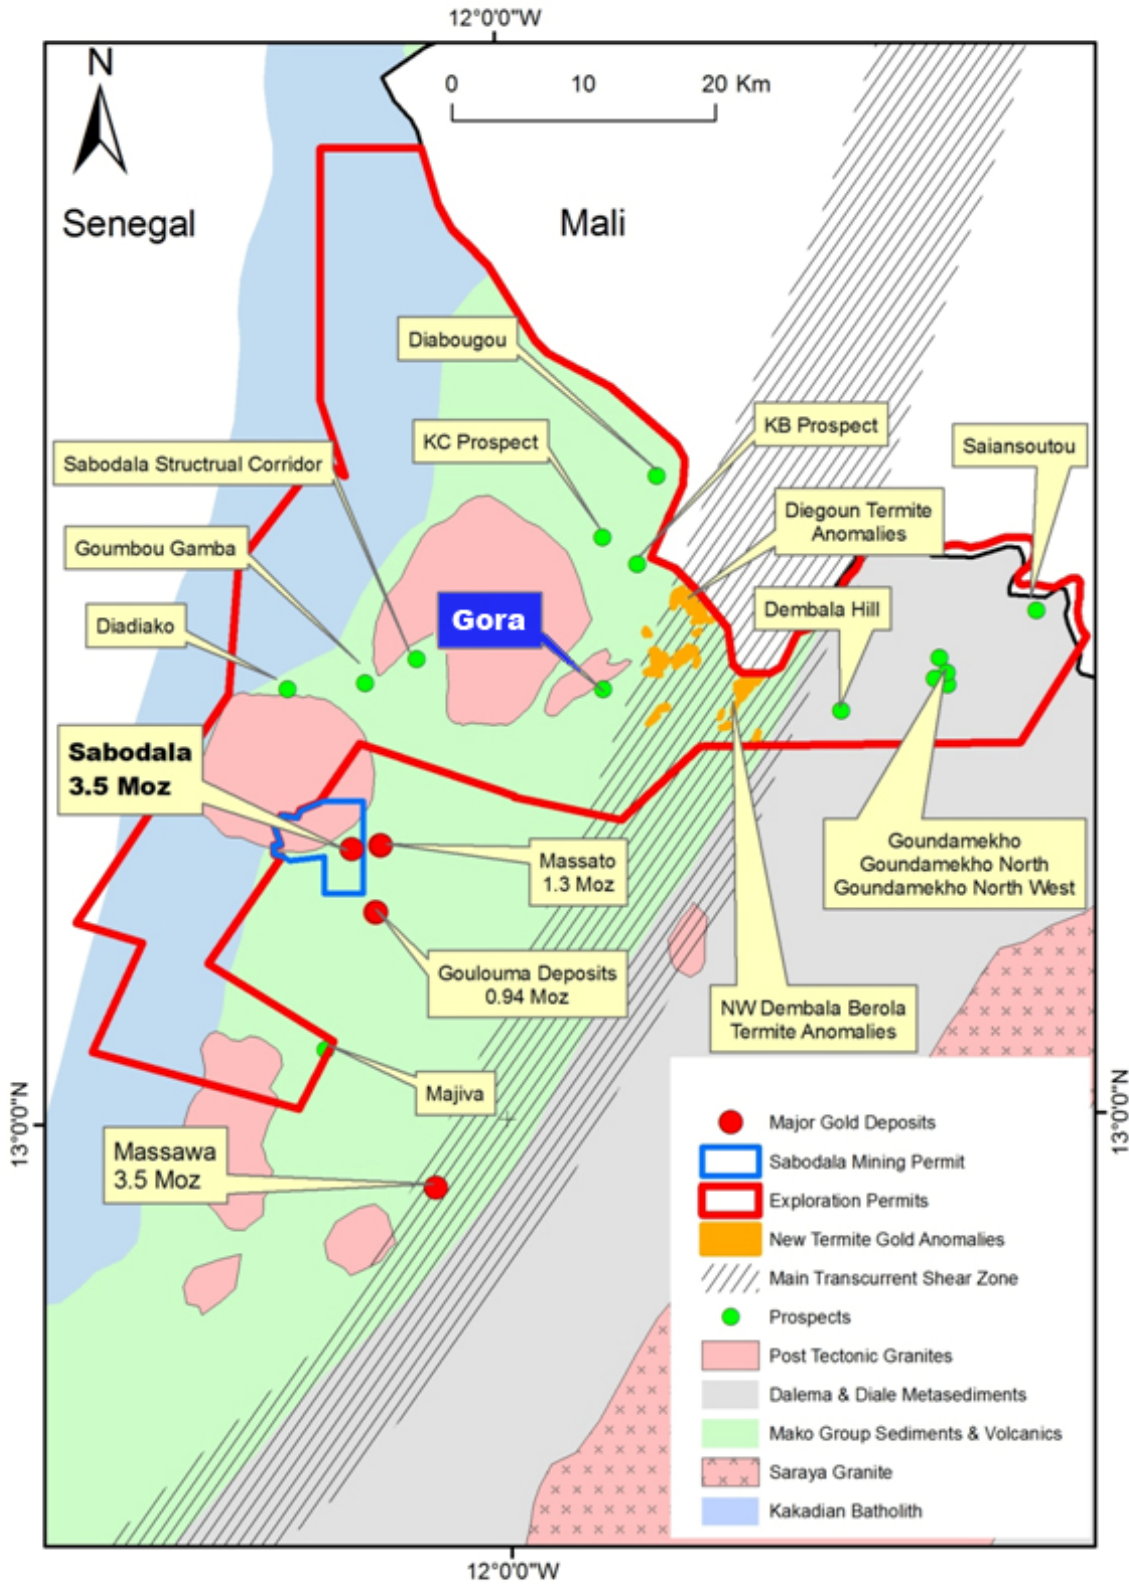 12°0'0"W
N
0 10 20 Km
Senegal
Mali
Diabougou
KC Prospect
KB Prospect
Saiansoutou
Sabodala Structrual Corridor
Diegoun Termite
Anomalies
Goumbou Gamba
Dembala Hill
Diadiako
Gora
Sabodala
3.5 Moz
Massato
1.3 Moz
Goundamekho
Goundamekho North
Goundamekho North West
Goulouma Deposits
0.94 Moz
NW Dembala Berola
Termite Anomalies
Majiva
Massawa
3.5 Moz
13°0'0"N
13°0'0"N
Major Gold Deposits
Sabodala Mining Permit
Exploration Permits
New Termite Gold Anomalies
Main Transcurrent Shear Zone
Prospects
Post Tectonic Granites
Dalema & Diale Metasediments
Mako Group Sediments & Volcanics
Saraya Granite
Kakadian Batholith
12°0'0"W